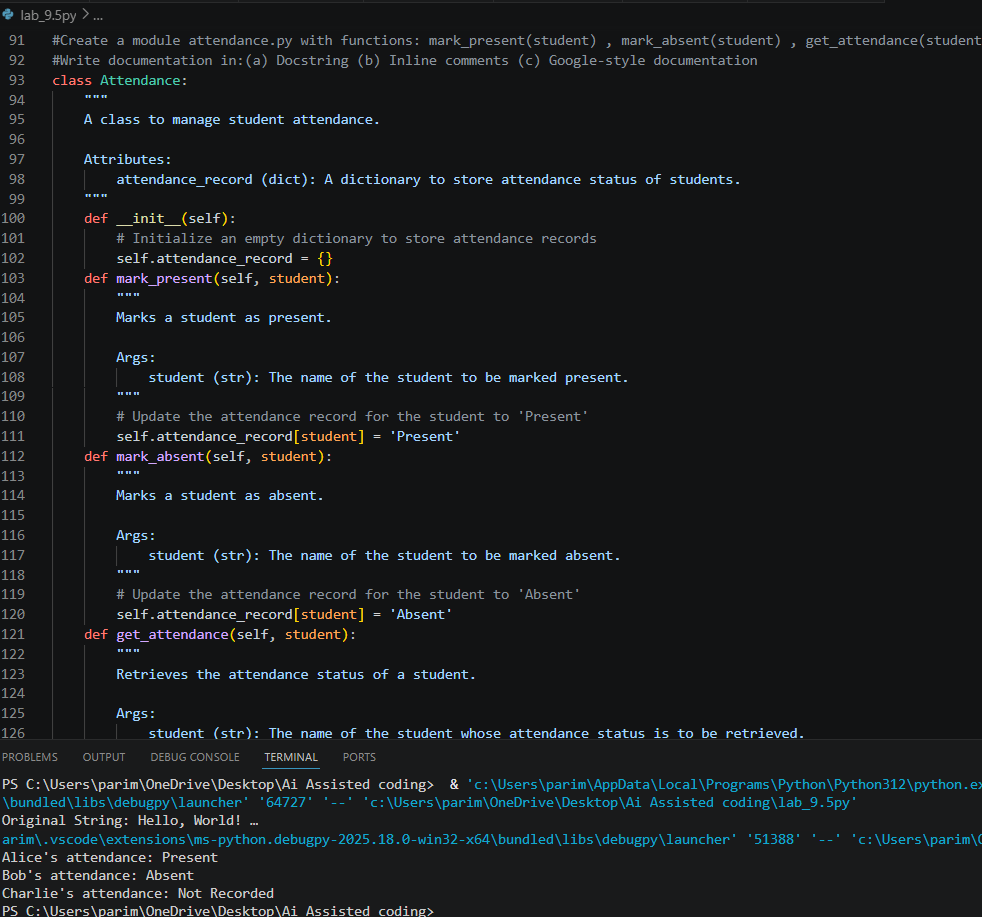 lab_9.5py > ...
91 #Create a module attendance.py with functions: mark_present(student) , mark_absent(student) , get_attendance(student
92 #Write documentation in:(a) Docstring (b) Inline comments (c) Google-style documentation
93 class Attendance:
94     """
95     A class to manage student attendance.
96
97     Attributes:
98         attendance_record (dict): A dictionary to store attendance status of students.
99     """
100     def __init__(self):
101         # Initialize an empty dictionary to store attendance records
102         self.attendance_record = {}
103     def mark_present(self, student):
104         """
105         Marks a student as present.
106
107         Args:
108             student (str): The name of the student to be marked present.
109         """
110         # Update the attendance record for the student to 'Present'
111         self.attendance_record[student] = 'Present'
112     def mark_absent(self, student):
113         """
114         Marks a student as absent.
115
116         Args:
117             student (str): The name of the student to be marked absent.
118         """
119         # Update the attendance record for the student to 'Absent'
120         self.attendance_record[student] = 'Absent'
121     def get_attendance(self, student):
122         """
123         Retrieves the attendance status of a student.
124
125         Args:
126             student (str): The name of the student whose attendance status is to be retrieved.
PROBLEMS OUTPUT DEBUG CONSOLE TERMINAL PORTS
PS C:\Users\parim\OneDrive\Desktop\Ai Assisted coding>  & 'c:\Users\parim\AppData\Local\Programs\Python\Python312\python.ex
\bundled\libs\debugpy\launcher' '64727' '--' 'c:\Users\parim\OneDrive\Desktop\Ai Assisted coding\lab_9.5py'
Original String: Hello, World! …
arim\.vscode\extensions\ms-python.debugpy-2025.18.0-win32-x64\bundled\libs\debugpy\launcher' '51388' '--' 'c:\Users\parim\O
Alice's attendance: Present
Bob's attendance: Absent
Charlie's attendance: Not Recorded
PS C:\Users\parim\OneDrive\Desktop\Ai Assisted coding>